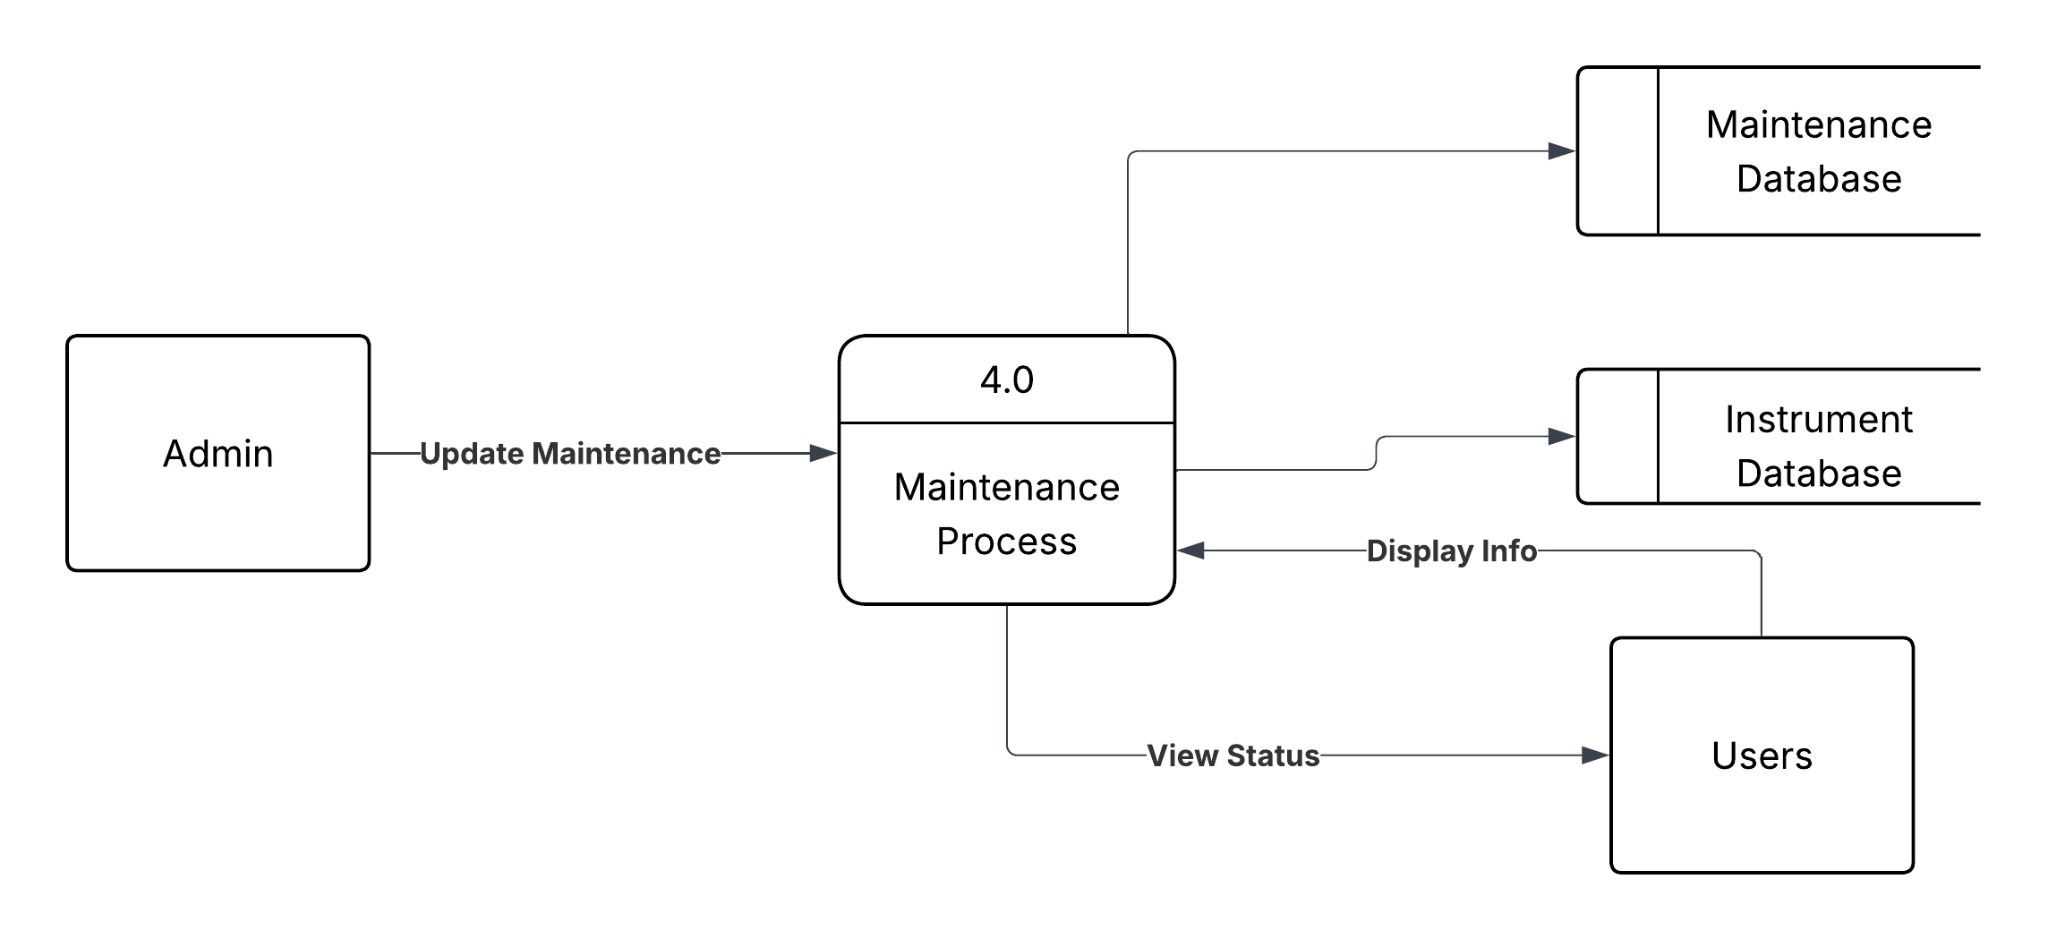 Maintenance
Database
Admin
Update Maintenance
4.0
Maintenance
Process
Instrument
Database
Display Info
View Status
Users